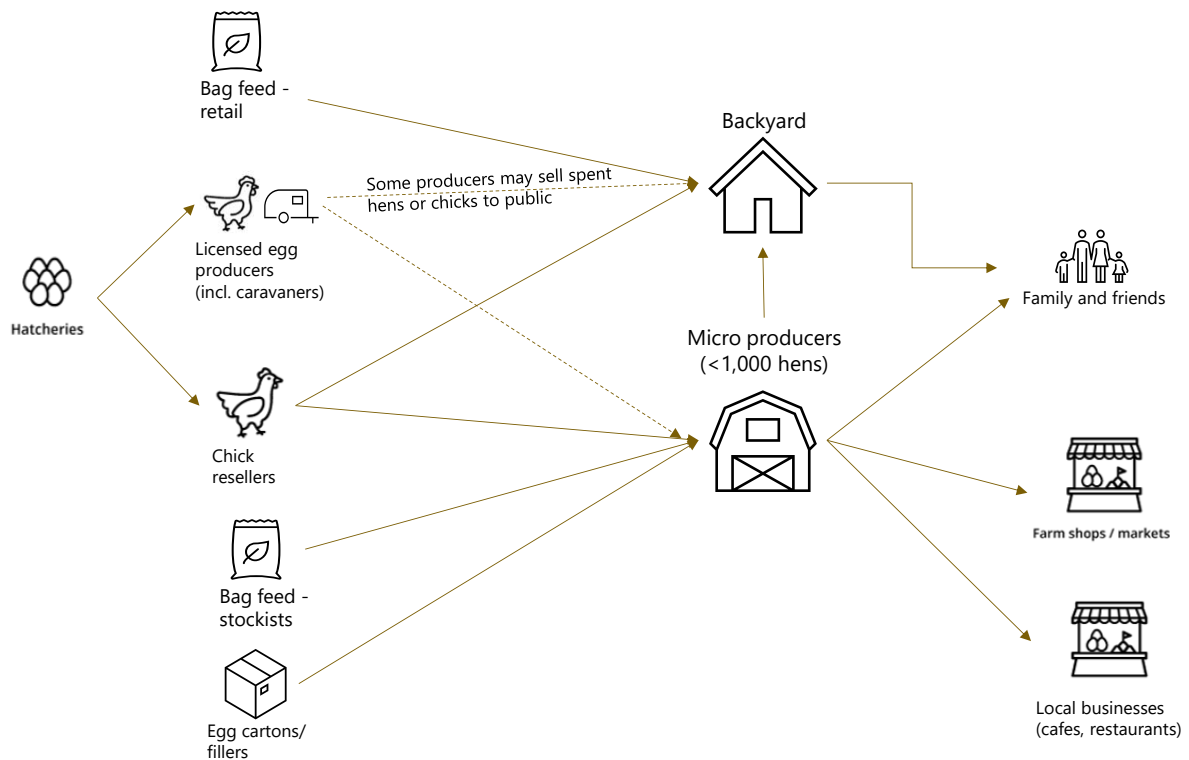 Bag feed -
retail
Backyard
Some producers may sell spent
hens or chicks to public
Licensed egg
producers
(incl. caravaners)
Hatcheries
Family and friends
Micro producers
(<1,000 hens)
Chick
resellers
Farm shops / markets
Bag feed -
stockists
Local businesses
(cafes, restaurants)
Egg cartons/
fillers